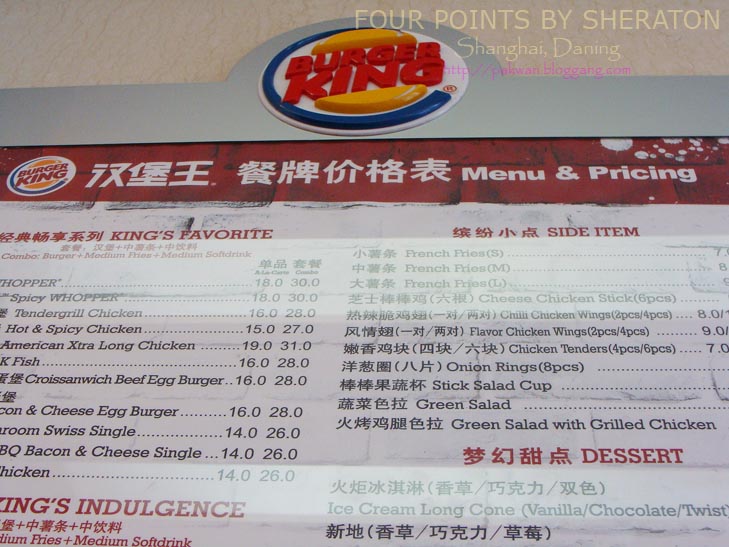 FOUR POINTS BY SHERATON
Shanghai, Daning
http://pakwan.bloggang.com
BURGER KING®
BURGER KING
汉堡王 餐牌价格表 Menu & Pricing
经典畅享系列 KING'S FAVORITE
套餐: 汉堡+中薯条+中饮料
Combo: Burger+Medium Fries+Medium Softdrink
单品 套餐
A-La-Carte Combo
HOPPER® 18.0 30.0
Spicy WHOPPER® 18.0 30.0
堡 Tendergrill Chicken 16.0 28.0
Hot & Spicy Chicken 15.0 27.0
American Xtra Long Chicken 19.0 31.0
K Fish 16.0 28.0
蛋堡 Croissanwich Beef Egg Burger 16.0 28.0
堡
con & Cheese Egg Burger 16.0 28.0
hroom Swiss Single 14.0 26.0
BQ Bacon & Cheese Single 14.0 26.0
Chicken 14.0 26.0
KING'S INDULGENCE
堡+中薯条+中饮料
dium Fries+Medium Softdrink
缤纷小点 SIDE ITEM
小薯条 French Fries(S) 7.
中薯条 French Fries(M) 8.
大薯条 French Fries(L) 9
芝士棒棒鸡(六根) Cheese Chicken Stick(6pcs)
热辣脆鸡翅(一对/两对) Chilli Chicken Wings(2pcs/4pcs) 8.0/
风情翅(一对/两对) Flavor Chicken Wings(2pcs/4pcs) 9.0/
嫩香鸡块(四块/六块) Chicken Tenders(4pcs/6pcs) 7.0
洋葱圈(八片) Onion Rings(8pcs)
棒棒果蔬杯 Stick Salad Cup
蔬菜色拉 Green Salad
火烤鸡腿色拉 Green Salad with Grilled Chicken
梦幻甜点 DESSERT
火炬冰淇淋(香草/巧克力/双色)
Ice Cream Long Cone (Vanilla/Chocolate/Twist)
新地(香草/巧克力/草莓)